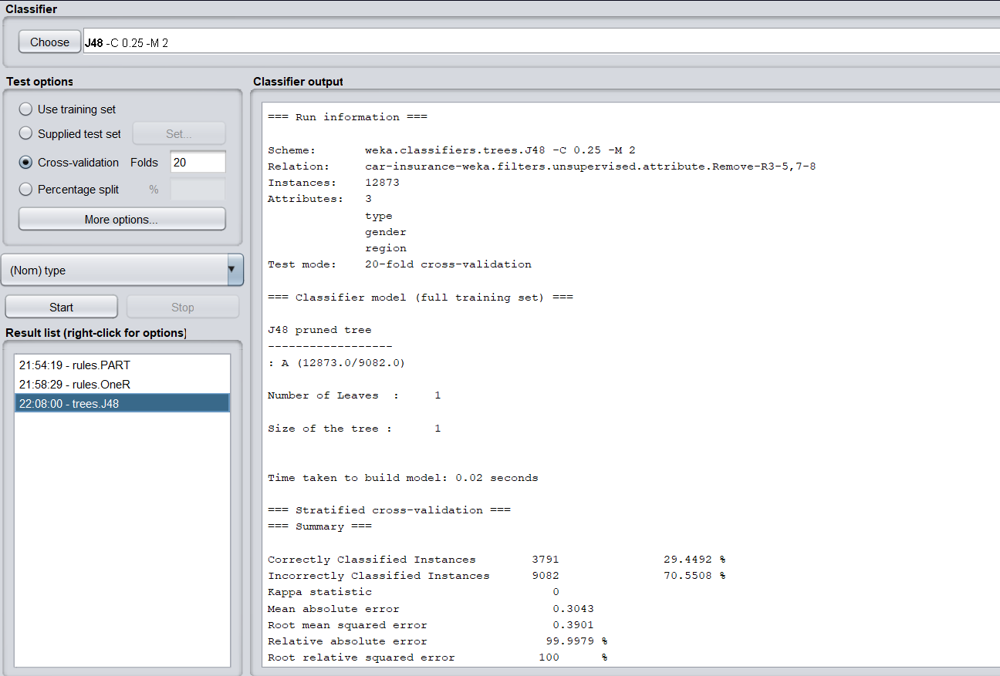 Classifier
Choose J48 -C 0.25 -M 2
Test options
Use training set
Supplied test set Set...
Cross-validation Folds 20
Percentage split %
More options...
(Nom) type
Start Stop
Result list (right-click for options)
21:54:19 - rules.PART
21:58:29 - rules.OneR
22:08:00 - trees.J48
Classifier output
=== Run information ===
Scheme: weka.classifiers.trees.J48 -C 0.25 -M 2
Relation: car-insurance-weka.filters.unsupervised.attribute.Remove-R3-5,7-8
Instances: 12873
Attributes: 3
type
gender
region
Test mode: 20-fold cross-validation
=== Classifier model (full training set) ===
J48 pruned tree
------------------
: A (12873.0/9082.0)
Number of Leaves : 1
Size of the tree : 1
Time taken to build model: 0.02 seconds
=== Stratified cross-validation ===
=== Summary ===
Correctly Classified Instances 3791 29.4492 %
Incorrectly Classified Instances 9082 70.5508 %
Kappa statistic 0
Mean absolute error 0.3043
Root mean squared error 0.3901
Relative absolute error 99.9979 %
Root relative squared error 100 %